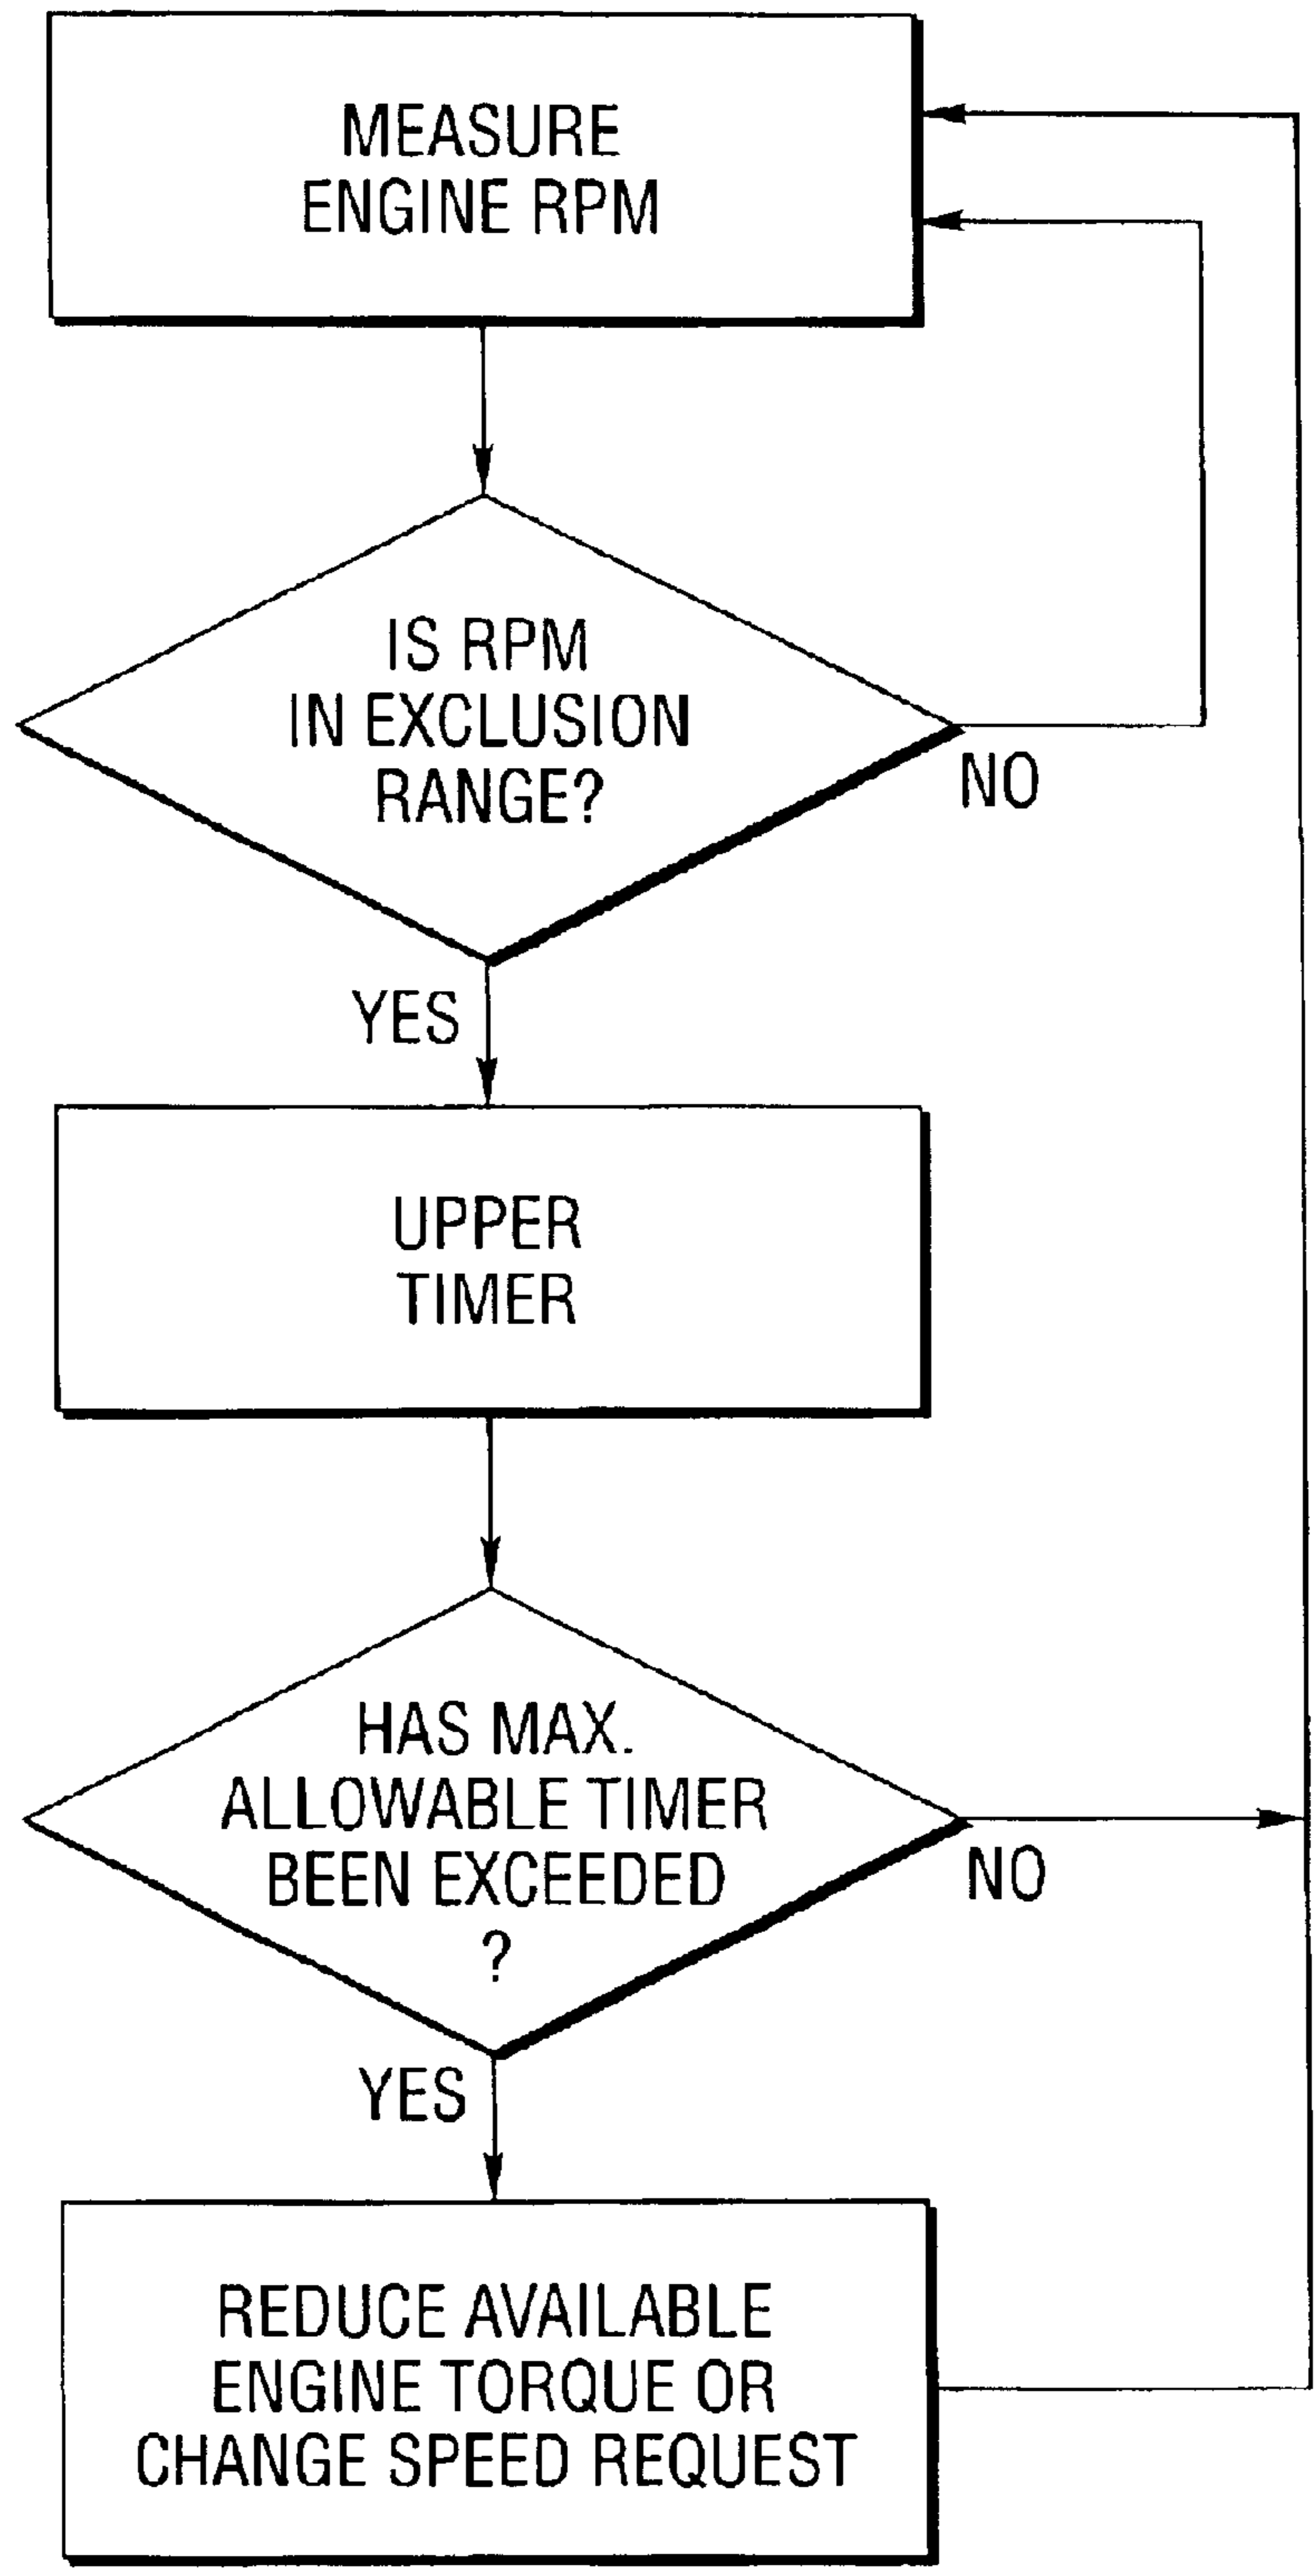 MEASURE
ENGINE RPM
IS RPM
IN EXCLUSION
RANGE?
NO
YES
UPPER
TIMER
HAS MAX.
ALLOWABLE TIMER
BEEN EXCEEDED
?
NO
YES
REDUCE AVAILABLE
ENGINE TORQUE OR
CHANGE SPEED REQUEST